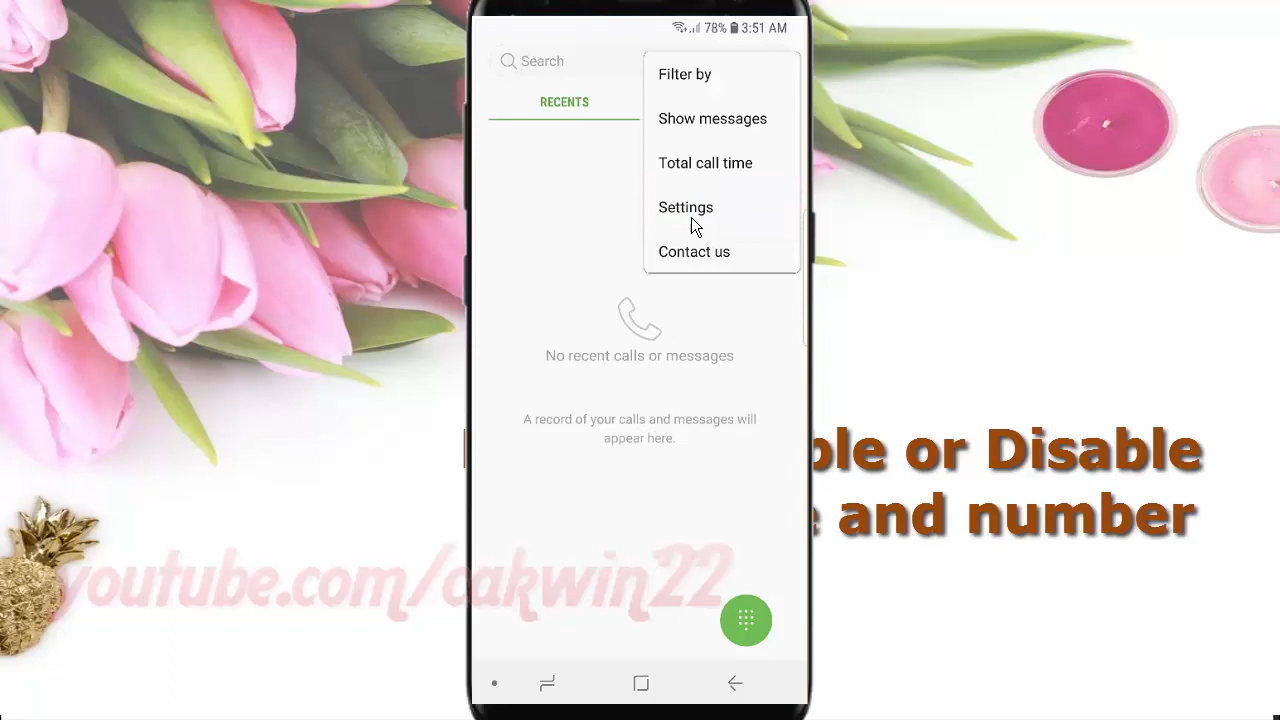 78% 3:51 AM
Search
Filter by
RECENTS
Show messages
Total call time
Settings
Contact us
No recent calls or messages
A record of your calls and messages will
appear here.
or Disable
and number
youtube.com/cakwin22